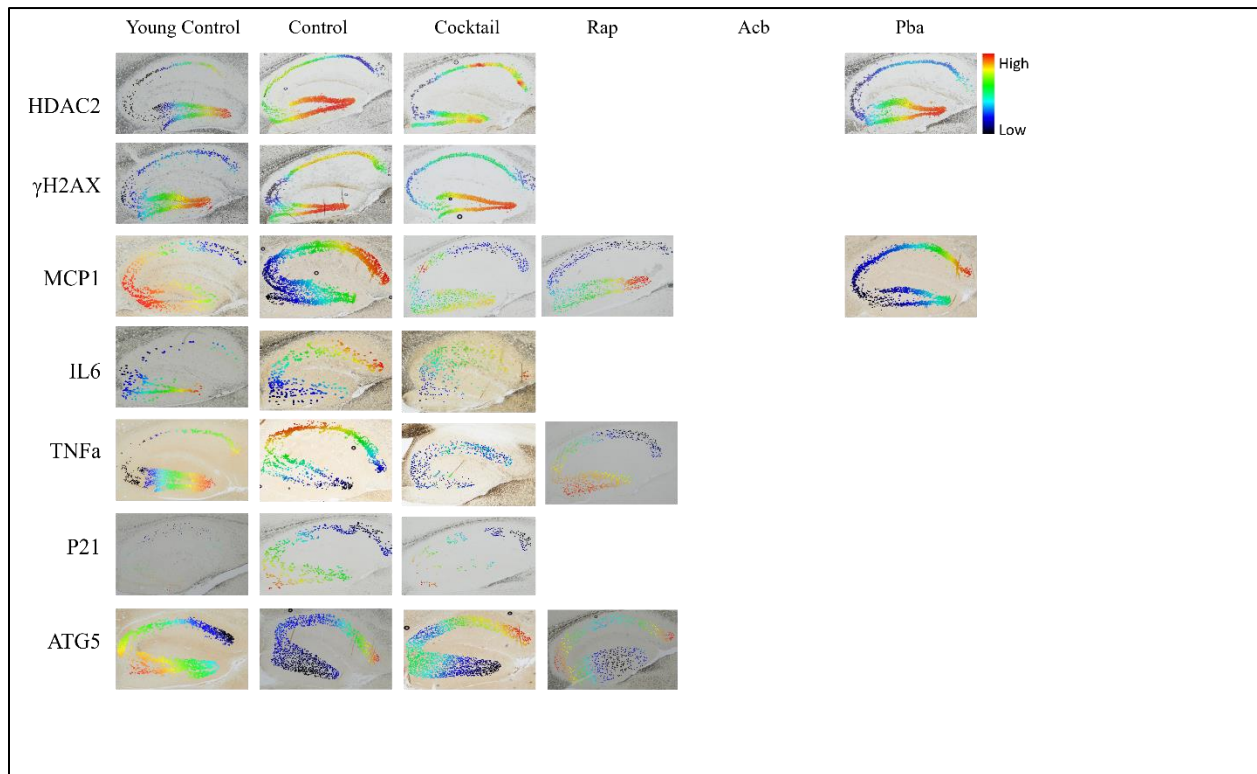 Young Control Control Cocktail Rap Acb Pba
HDAC2
High
Low
γH2AX
MCP1
IL6
TNFa
P21
ATG5